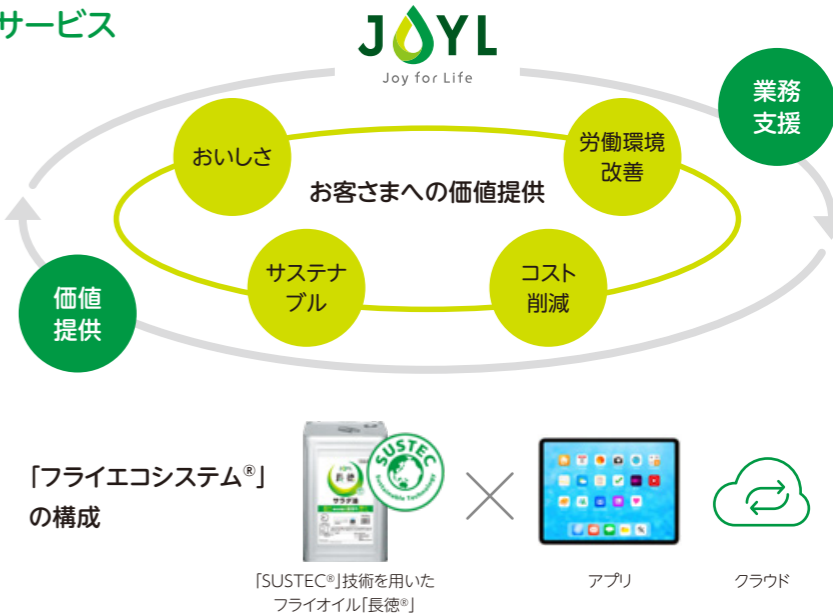 サービス
JOYL
Joy for Life
業務
支援
おいしさ
労働環境
改善
お客さまへの価値提供
サステナ
ブル
コスト
削減
価値
提供
「フライエコシステム®」
の構成
SUSTEC
Sustainable Technology
長徳
サラダ油
「SUSTEC®」技術を用いた
フライオイル「長徳®」
アプリ
クラウド